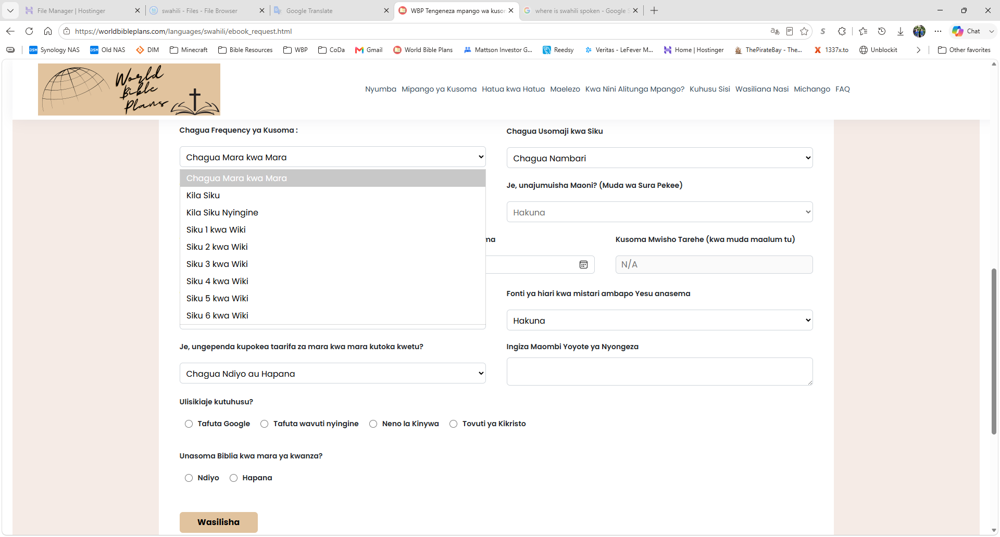 File Manager | Hostinger
swahili - Files - File Browser
Google Translate
WBP Tengeneza mpango wa kusor
where is swahili spoken - Google S
https://worldbibleplans.com/languages/swahili/ebook_request.html
Chat
Synology NAS
Old NAS
DIM
Minecraft
Bible Resources
WBP
CoDa
Gmail
World Bible Plans
Mattson Investor G...
Reedsy
Veritas - LeFever M...
Home | Hostinger
ThePirateBay - The...
1337x.to
Unblockit
Other favorites
World
Bible
Plans
Nyumba Mipango ya Kusoma Hatua kwa Hatua Maelezo Kwa Nini Alitunga Mpango? Kuhusu Sisi Wasiliana Nasi Michango FAQ
Chagua Frequency ya Kusoma :
Chagua Mara kwa Mara
Chagua Mara kwa Mara
Kila Siku
Kila Siku Nyingine
Siku 1 kwa Wiki
Siku 2 kwa Wiki
Siku 3 kwa Wiki
Siku 4 kwa Wiki
Siku 5 kwa Wiki
Siku 6 kwa Wiki
Chagua Usomaji kwa Siku
Chagua Nambari
Je, unajumuisha Maoni? (Muda wa Sura Pekee)
Hakuna
ma
Kusoma Mwisho Tarehe (kwa muda maalum tu)
N/A
Fonti ya hiari kwa mistari ambapo Yesu anasema
Hakuna
Je, ungependa kupokea taarifa za mara kwa mara kutoka kwetu?
Chagua Ndiyo au Hapana
Ingiza Maombi Yoyote ya Nyongeza
Ulisikiaje kutuhusu?
Tafuta Google
Tafuta wavuti nyingine
Neno la Kinywa
Tovuti ya Kikristo
Unasoma Biblia kwa mara ya kwanza?
Ndiyo
Hapana
Wasilisha